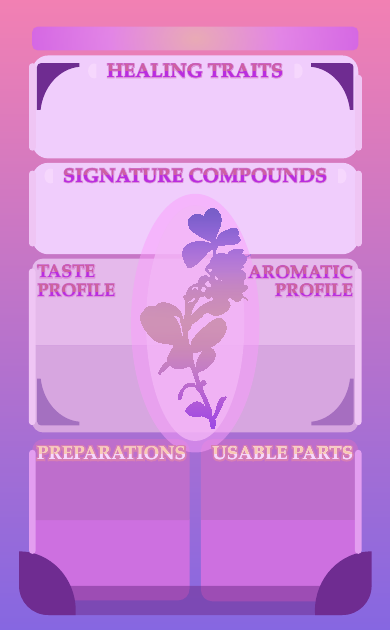 HEALING TRAITS
SIGNATURE COMPOUNDS
TASTE
PROFILE
AROMATIC
PROFILE
PREPARATIONS
USABLE PARTS